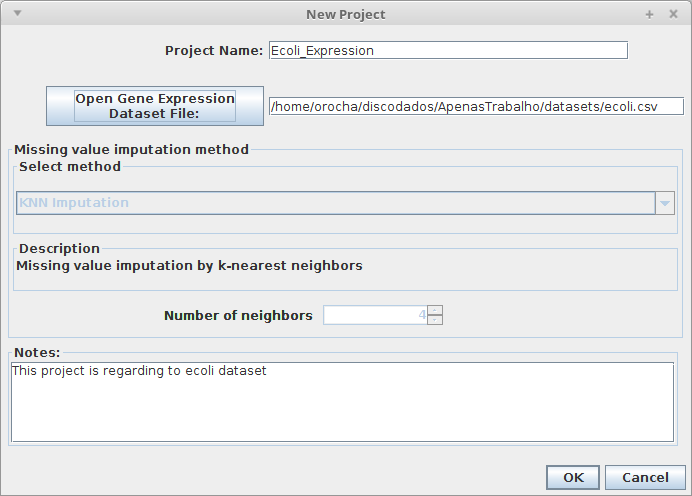 New Project
Project Name: Ecoli_Expression
Open Gene Expression
Dataset File:
/home/orocha/discodados/ApenasTrabalho/datasets/ecoli.csv
Missing value imputation method
Select method
KNN Imputation
Description
Missing value imputation by k-nearest neighbors
Number of neighbors 4
Notes:
This project is regarding to ecoli dataset
OK Cancel